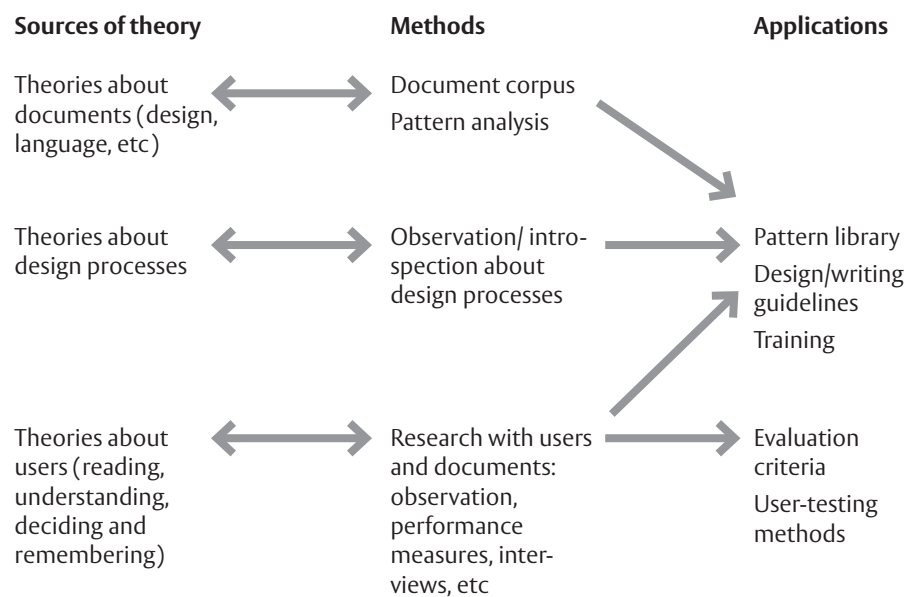 Sources of theory
Methods
Applications
Theories about
documents (design,
language, etc)
Document corpus
Pattern analysis
Theories about
design processes
Observation/ intro-
spection about
design processes
Pattern library
Design/writing
guidelines
Training
Theories about
users (reading,
understanding,
deciding and
remembering)
Research with users
and documents:
observation,
performance
measures, inter-
views, etc
Evaluation
criteria
User-testing
methods